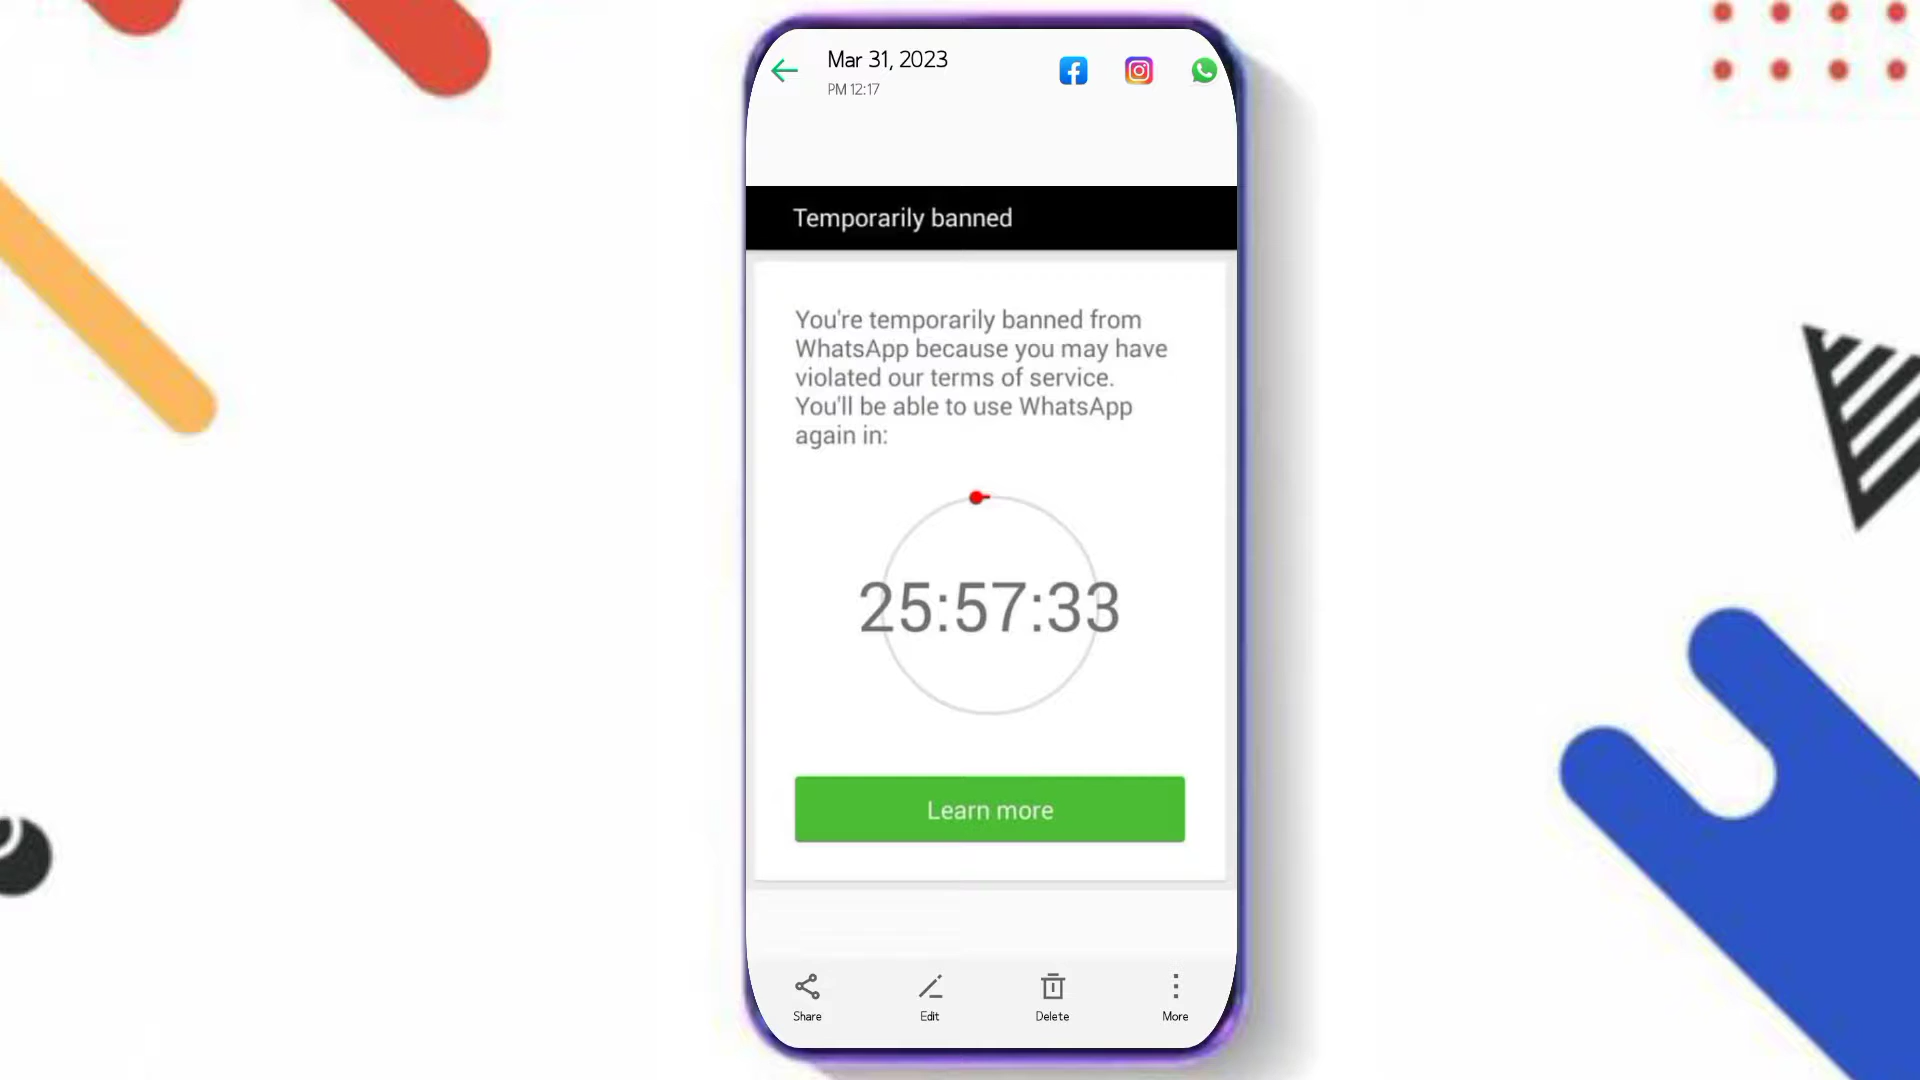 Mar 31, 2023
PM 12:17
Temporarily banned
You're temporarily banned from
WhatsApp because you may have
violated our terms of service.
You'll be able to use WhatsApp
again in:
25:57:33
Learn more
Share
Edit
Delete
More